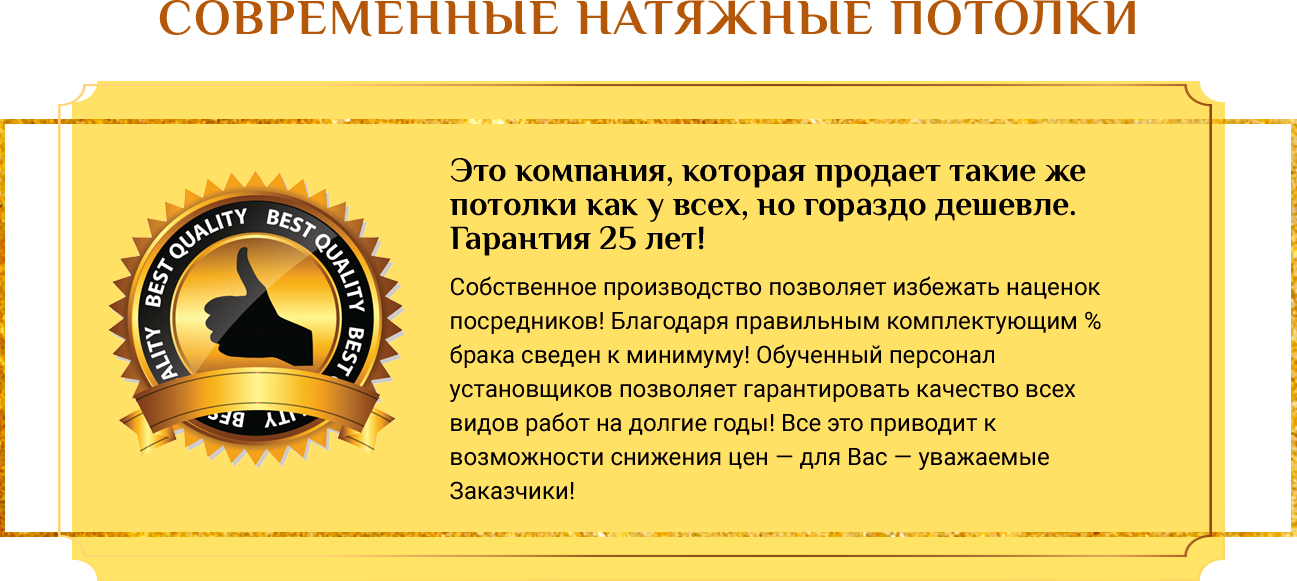 СОВРЕМЕННЫЕ НАТЯЖНЫЕ ПОТОЛКИ
Это компания, которая продает такие же
потолки как у всех, но гораздо дешевле.
Гарантия 25 лет!
Собственное производство позволяет избежать наценок
посредников! Благодаря правильным комплектующим %
брака сведен к минимуму! Обученный персонал
установщиков позволяет гарантировать качество всех
видов работ на долгие годы! Все это приводит к
возможности снижения цен — для Вас — уважаемые
Заказчики!
BEST QUALITY BEST QUALITY BEST